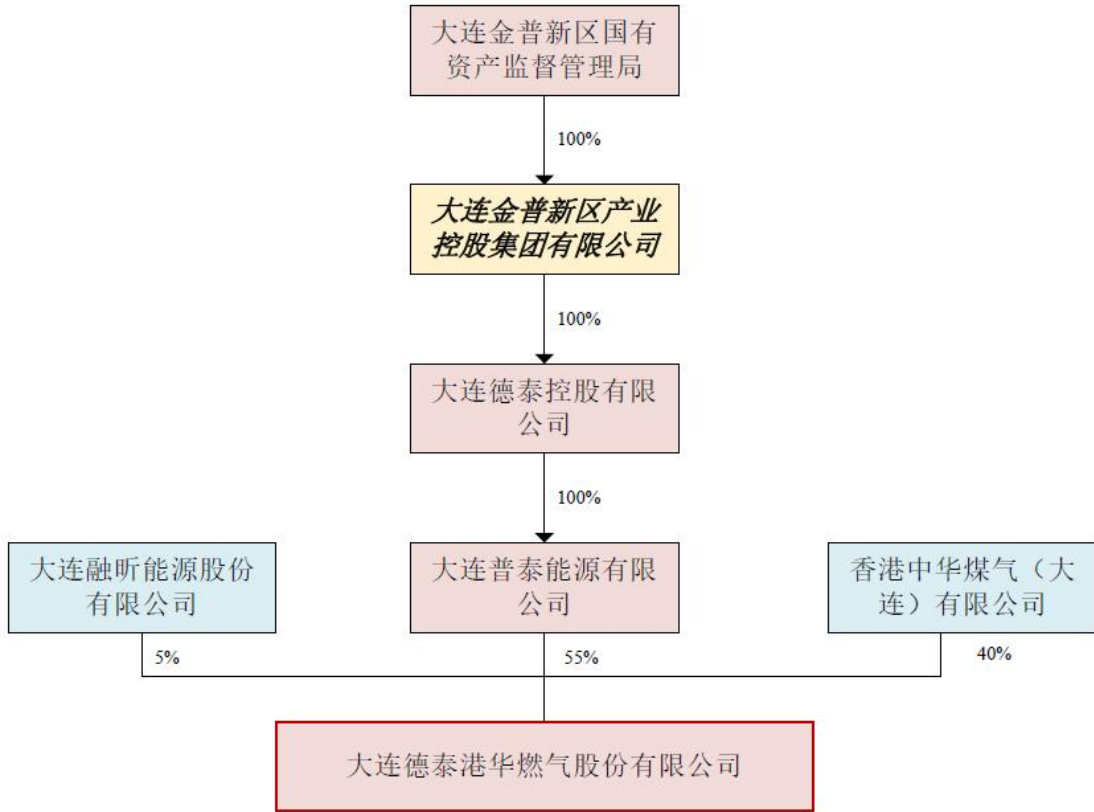 大连金普新区国有
资产监督管理局
100%
大连金普新区产业
控股集团有限公司
100%
大连德泰控股有限
公司
100%
大连融昕能源股份
有限公司
大连普泰能源有限
公司
香港中华煤气（大
连）有限公司
5%
55%
40%
大连德泰港华燃气股份有限公司